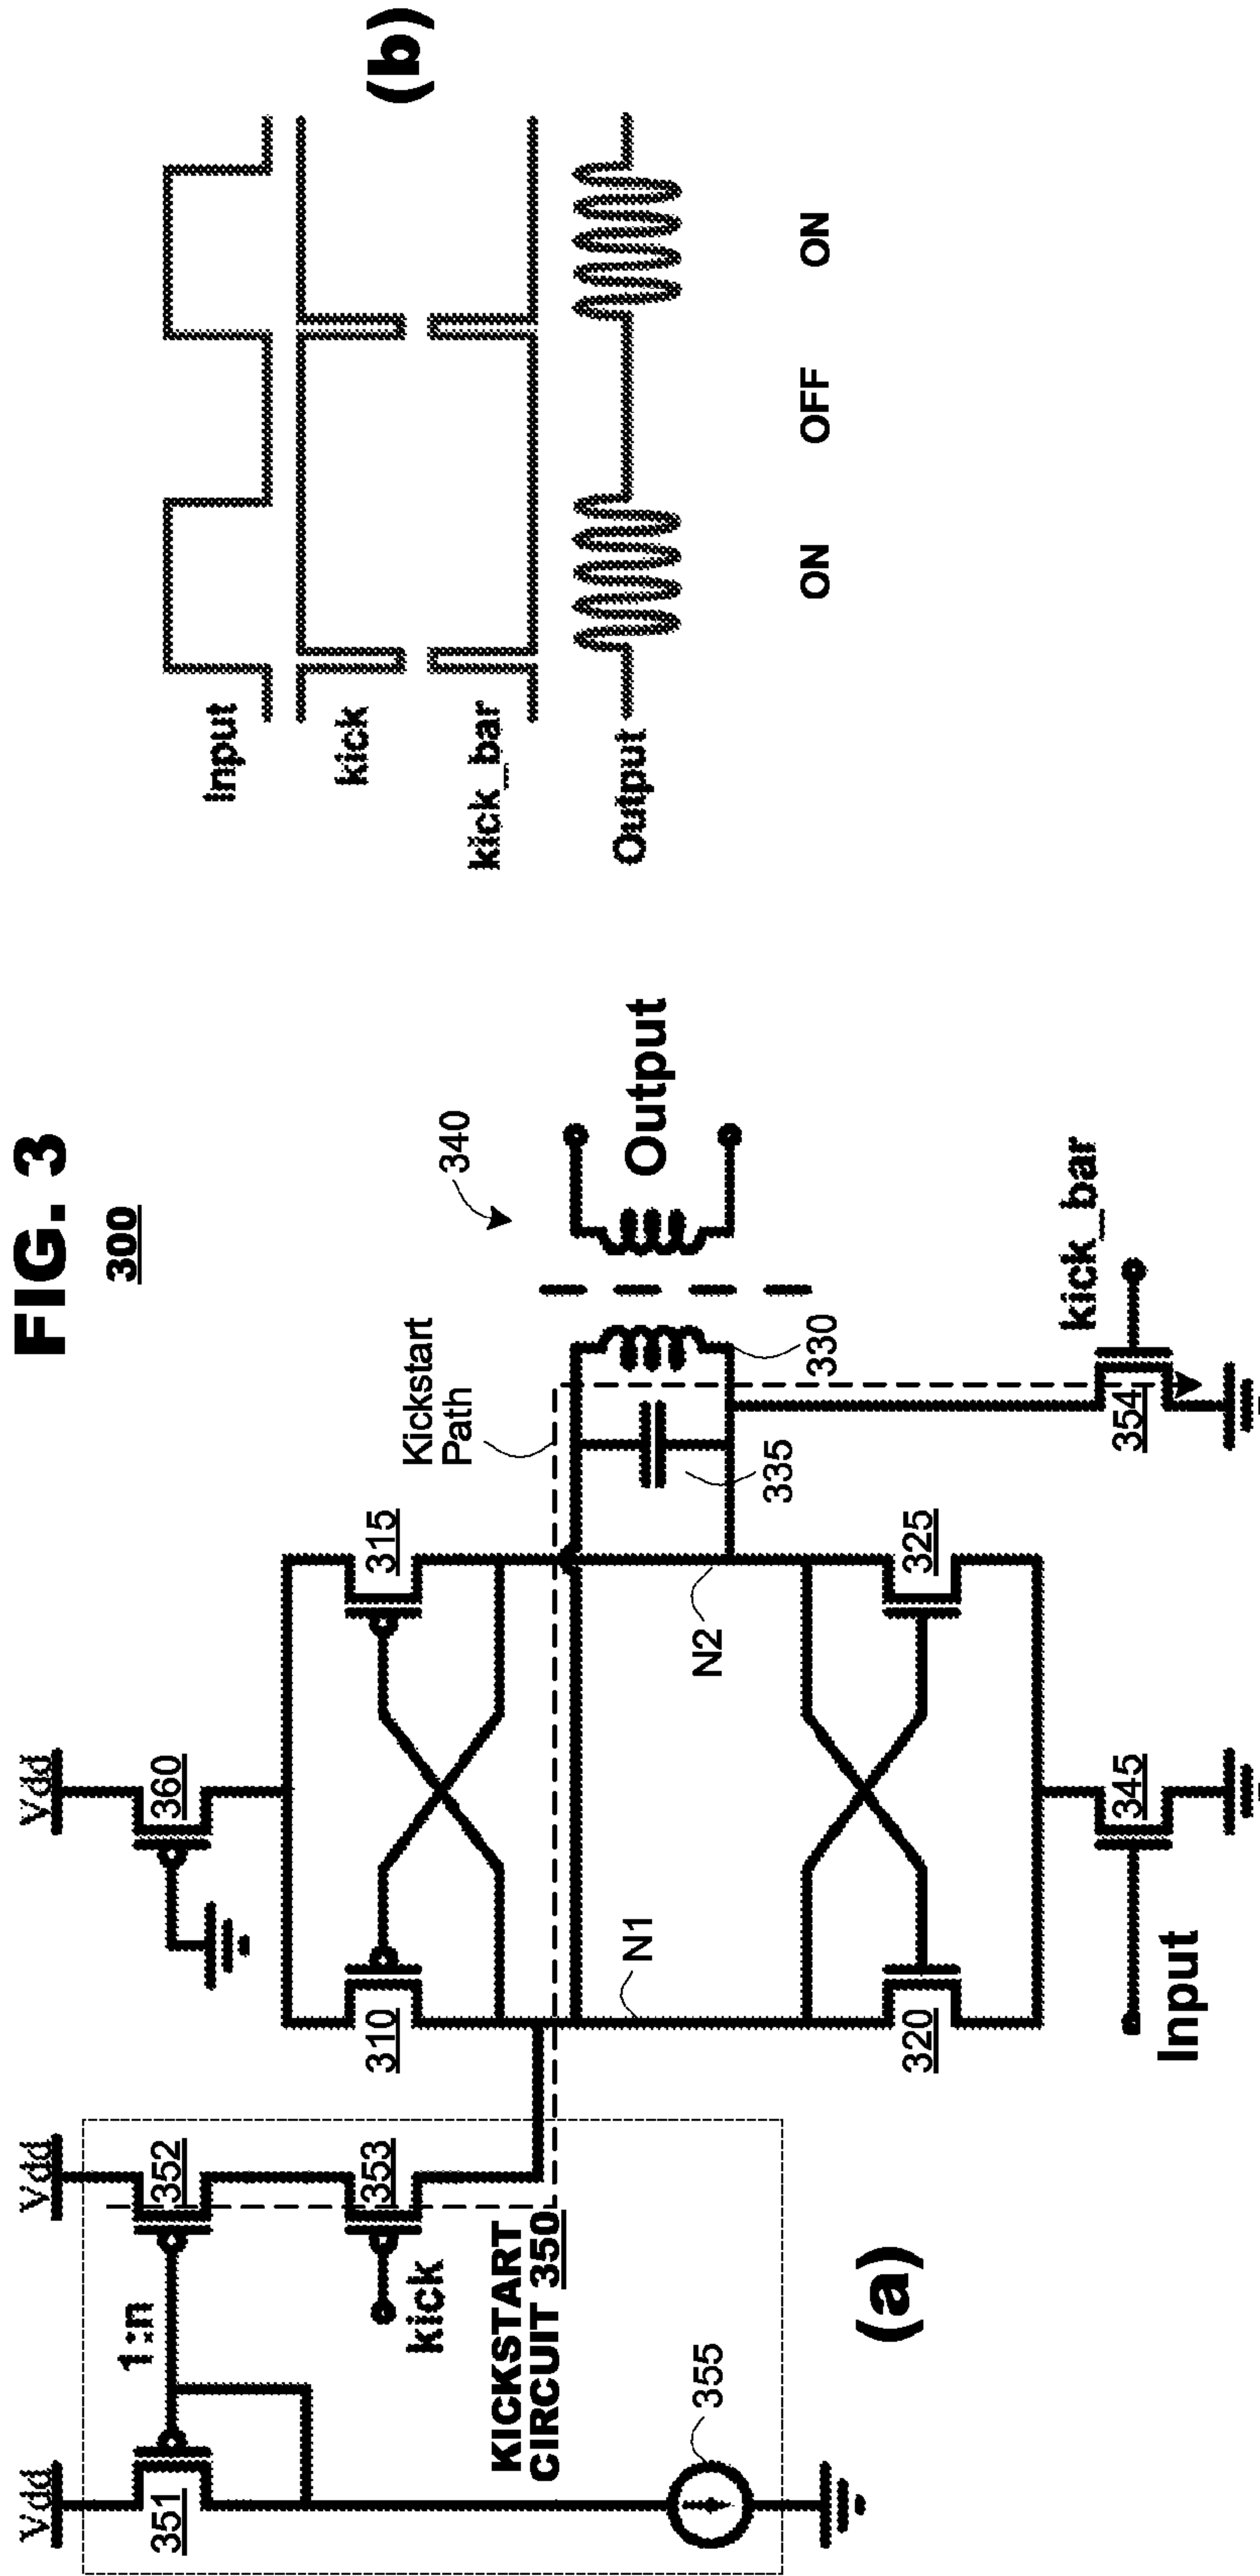 FIG. 3
300
Vdd
Vdd
Vdd
351
1:n
352
360
353
kick
310
315
KICKSTART
CIRCUIT 350
Kickstart
Path
340
Output
N1
N2
335
330
355
320
325
345
354
kick_bar
Input
(a)
Input
kick
kick_bar
Output
ON
OFF
ON
(b)